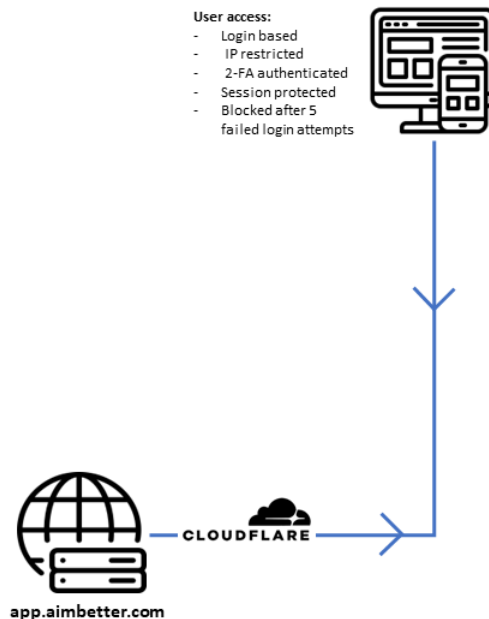 User access:
- Login based
- IP restricted
- 2-FA authenticated
- Session protected
- Blocked after 5
failed login attempts
CLOUDFLARE
app.aimbetter.com